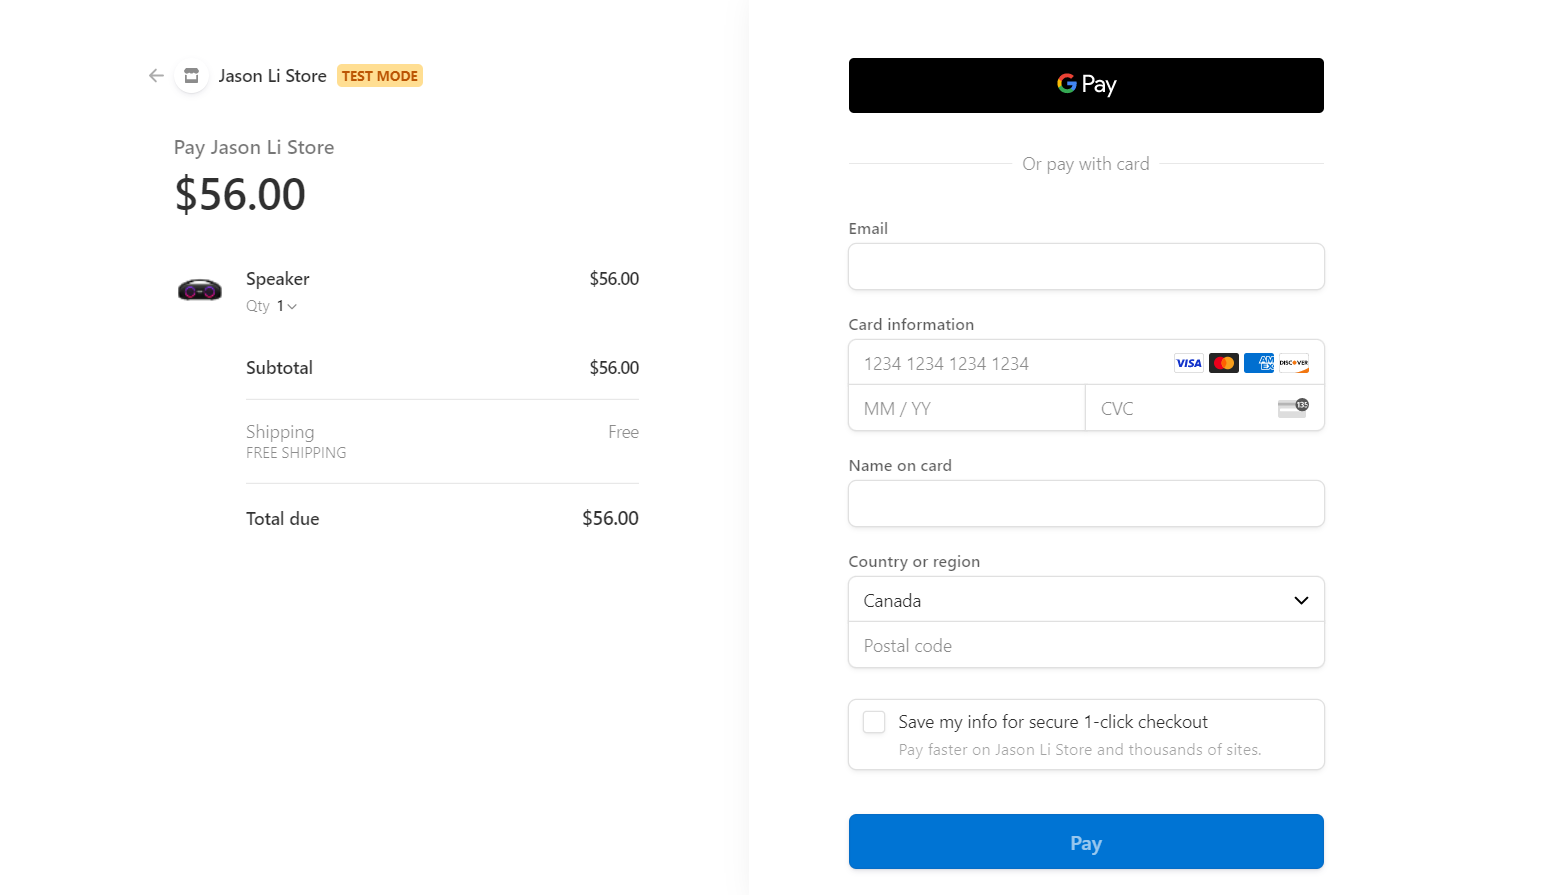 Jason Li Store TEST MODE
Pay Jason Li Store
$56.00
Speaker $56.00
Qty 1
Subtotal $56.00
Shipping Free
FREE SHIPPING
Total due $56.00
G Pay
Or pay with card
Email
Card information
1234 1234 1234 1234 VISA AM EX DISCOVER
MM / YY CVC 135
Name on card
Country or region
Canada
Postal code
Save my info for secure 1-click checkout
Pay faster on Jason Li Store and thousands of sites.
Pay